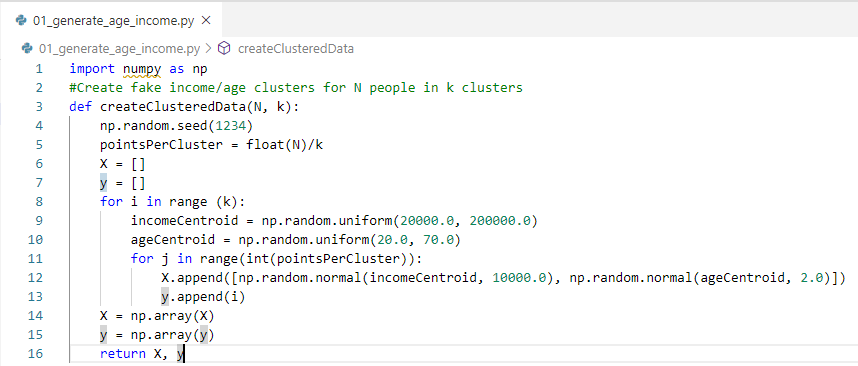 01_generate_age_income.py
01_generate_age_income.py > createClusteredData
1 import numpy as np
2 #Create fake income/age clusters for N people in k clusters
3 def createClusteredData(N, k):
4     np.random.seed(1234)
5     pointsPerCluster = float(N)/k
6     X = []
7     y = []
8     for i in range (k):
9         incomeCentroid = np.random.uniform(20000.0, 200000.0)
10         ageCentroid = np.random.uniform(20.0, 70.0)
11         for j in range(int(pointsPerCluster)):
12             X.append([np.random.normal(incomeCentroid, 10000.0), np.random.normal(ageCentroid, 2.0)])
13             y.append(i)
14     X = np.array(X)
15     y = np.array(y)
16     return X, y